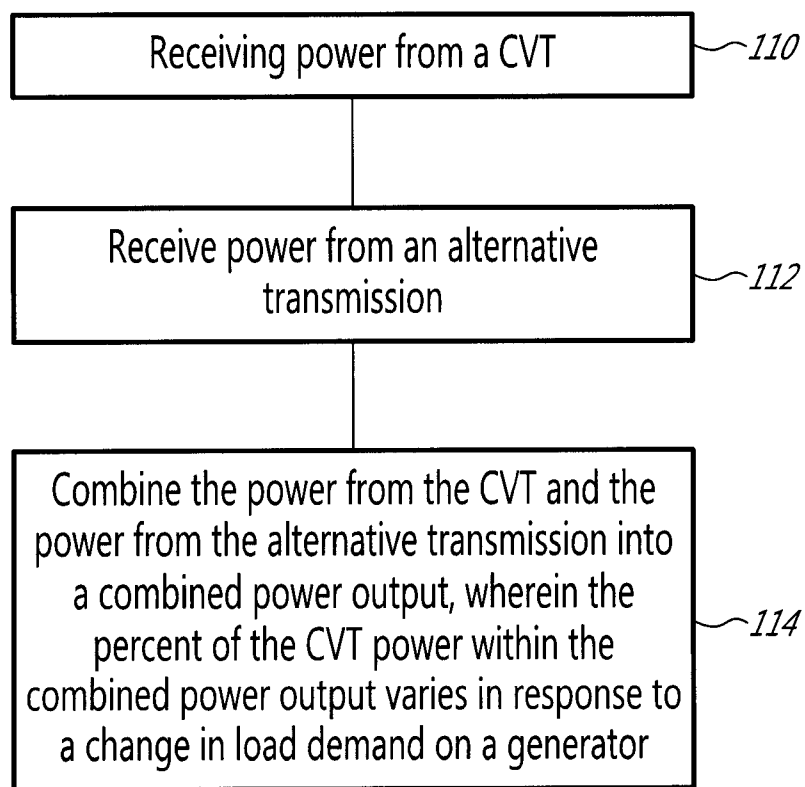 Receiving power from a CVT
110
Receive power from an alternative
transmission
112
Combine the power from the CVT and the
power from the alternative transmission into
a combined power output, wherein the
percent of the CVT power within the
combined power output varies in response to
a change in load demand on a generator
114